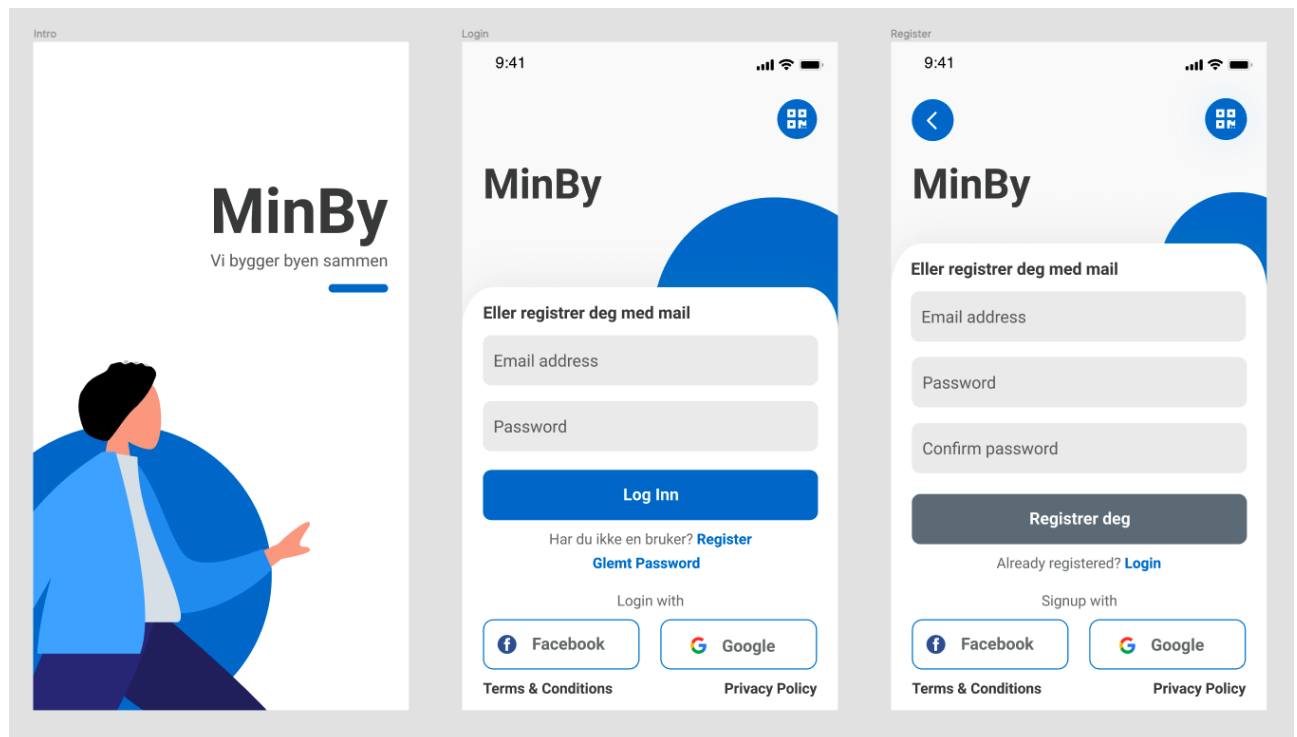 Intro
MinBy
Vi bygger byen sammen
Login
9:41
MinBy
Eller registrer deg med mail
Email address
Password
Log Inn
Har du ikke en bruker? Register
Glemt Password
Login with
Facebook
Google
Terms & Conditions
Privacy Policy
Register
9:41
MinBy
Eller registrer deg med mail
Email address
Password
Confirm password
Registrer deg
Already registered? Login
Signup with
Facebook
Google
Terms & Conditions
Privacy Policy